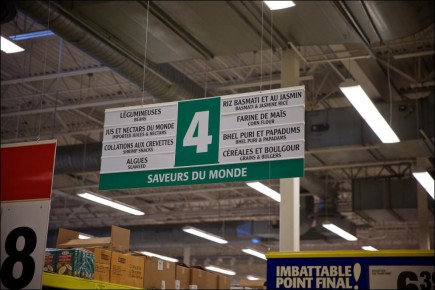 LÉGUMINEUSES
BEANS
JUS ET NECTARS DU MONDE
IMPORTED JUICES & NECTARS
COLLATIONS AUX CREVETTES
SHRIMP SNACKS
ALGUES
SEAWEED
4
RIZ BASMATI ET AU JASMIN
BASMATI & JASMINE RICE
FARINE DE MAÏS
CORN FLOUR
BHEL PURI ET PAPADUMS
BHEL PURI & PAPADUMS
CÉRÉALES ET BOULGOUR
GRAINS & BULGERS
SAVEURS DU MONDE
8
IMBATTABLE
POINT FINAL!